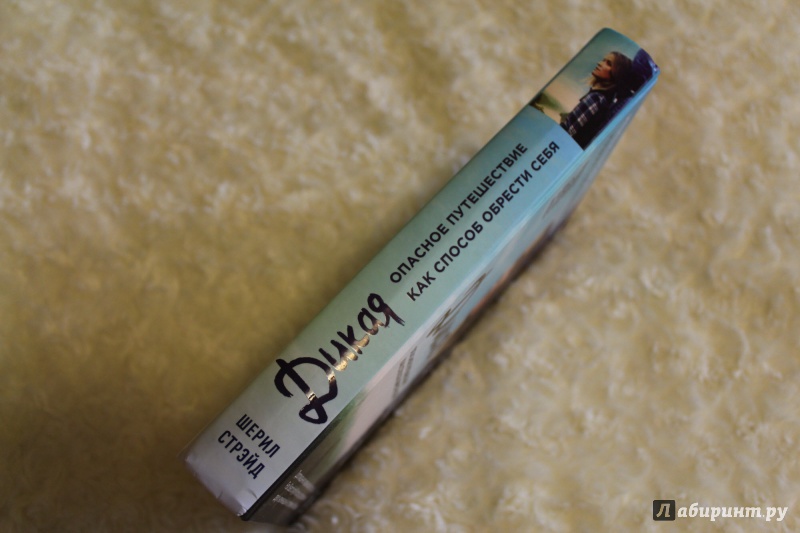 ШЕРИЛ
СТРЭЙД
Дикая
ОПАСНОЕ ПУТЕШЕСТВИЕ
КАК СПОСОБ ОБРЕСТИ СЕБЯ
Лабиринт.ру